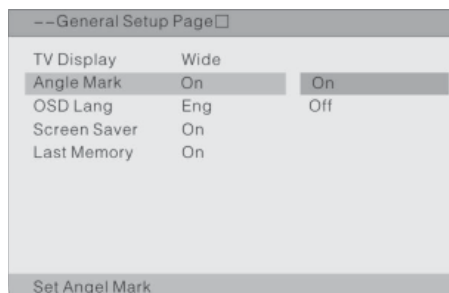 --General Setup Page□
TV Display Wide
Angle Mark On On
OSD Lang Eng Off
Screen Saver On
Last Memory On
Set Angel Mark